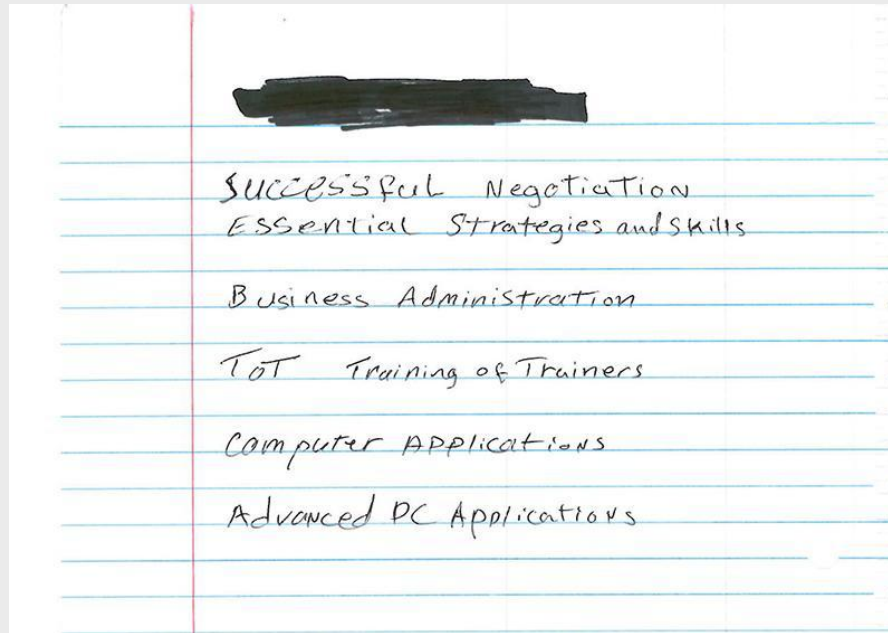 Successful Negotiation
Essential Strategies and Skills
Business Administration
ToT Training of Trainers
Computer Applications
Advanced PC Applications